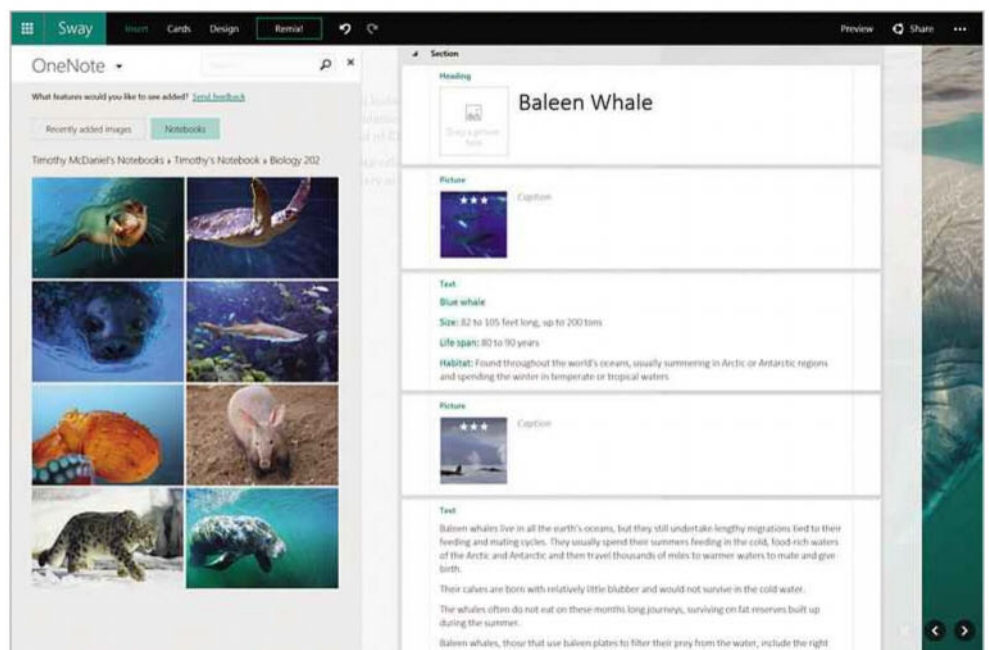 Sway
Insert
Cards
Design
Remix!
Preview
Share
OneNote
What features would you like to see added? Send feedback
Recently added images
Notebooks
Timothy McDaniel's Notebooks › Timothy's Notebook › Biology 202
Section
Heading
Drag a picture
here
Baleen Whale
Picture
Caption
Text
Blue whale
Size: 82 to 105 feet long, up to 200 tons
Life span: 80 to 90 years
Habitat: Found throughout the world's oceans, usually summering in Arctic or Antarctic regions
and spending the winter in temperate or tropical waters
Picture
Caption
Text
Baleen whales live in all the earth's oceans, but they still undertake lengthy migrations tied to their
feeding and mating cycles. They usually spend their summers feeding in the cold, food-rich waters
of the Arctic and Antarctic and then travel thousands of miles to warmer waters to mate and give
birth.
Their calves are born with relatively little blubber and would not survive in the cold water.
The whales often do not eat on these months long journeys, surviving on fat reserves built up
during the summer.
Baleen whales, those that use baleen plates to filter their prey from the water, include the right